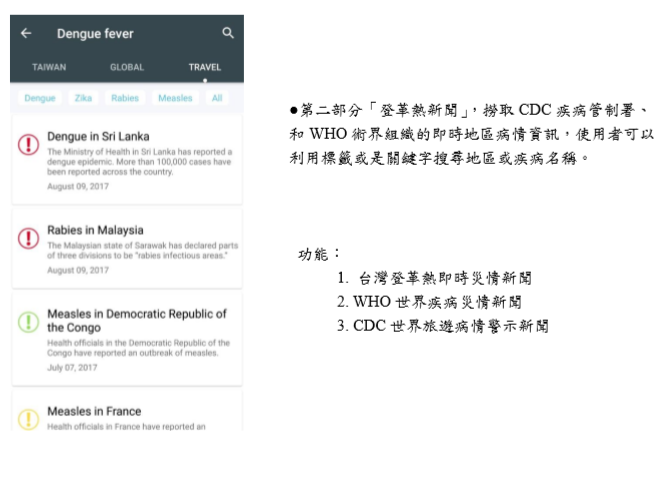 Dengue fever
TAIWAN GLOBAL TRAVEL
Dengue Zika Rabies Measles All
Dengue in Sri Lanka
The Ministry of Health in Sri Lanka has reported a
dengue epidemic. More than 100,000 cases have
been reported across the country.
August 09, 2017
Rabies in Malaysia
The Malaysian state of Sarawak has declared parts
of three divisions to be "rabies infectious areas."
August 09, 2017
Measles in Democratic Republic of
the Congo
Health officials in the Democratic Republic of the
Congo have reported an outbreak of measles.
July 07, 2017
Measles in France
Health officials in France have reported an
●第二部分「登革熱新聞」，撈取 CDC 疾病管制署、
和 WHO 術界組織的即時地區病情資訊，使用者可以
利用標籤或是關鍵字搜尋地區或疾病名稱。
功能：
1. 台灣登革熱即時災情新聞
2. WHO 世界疾病災情新聞
3. CDC 世界旅遊病情警示新聞